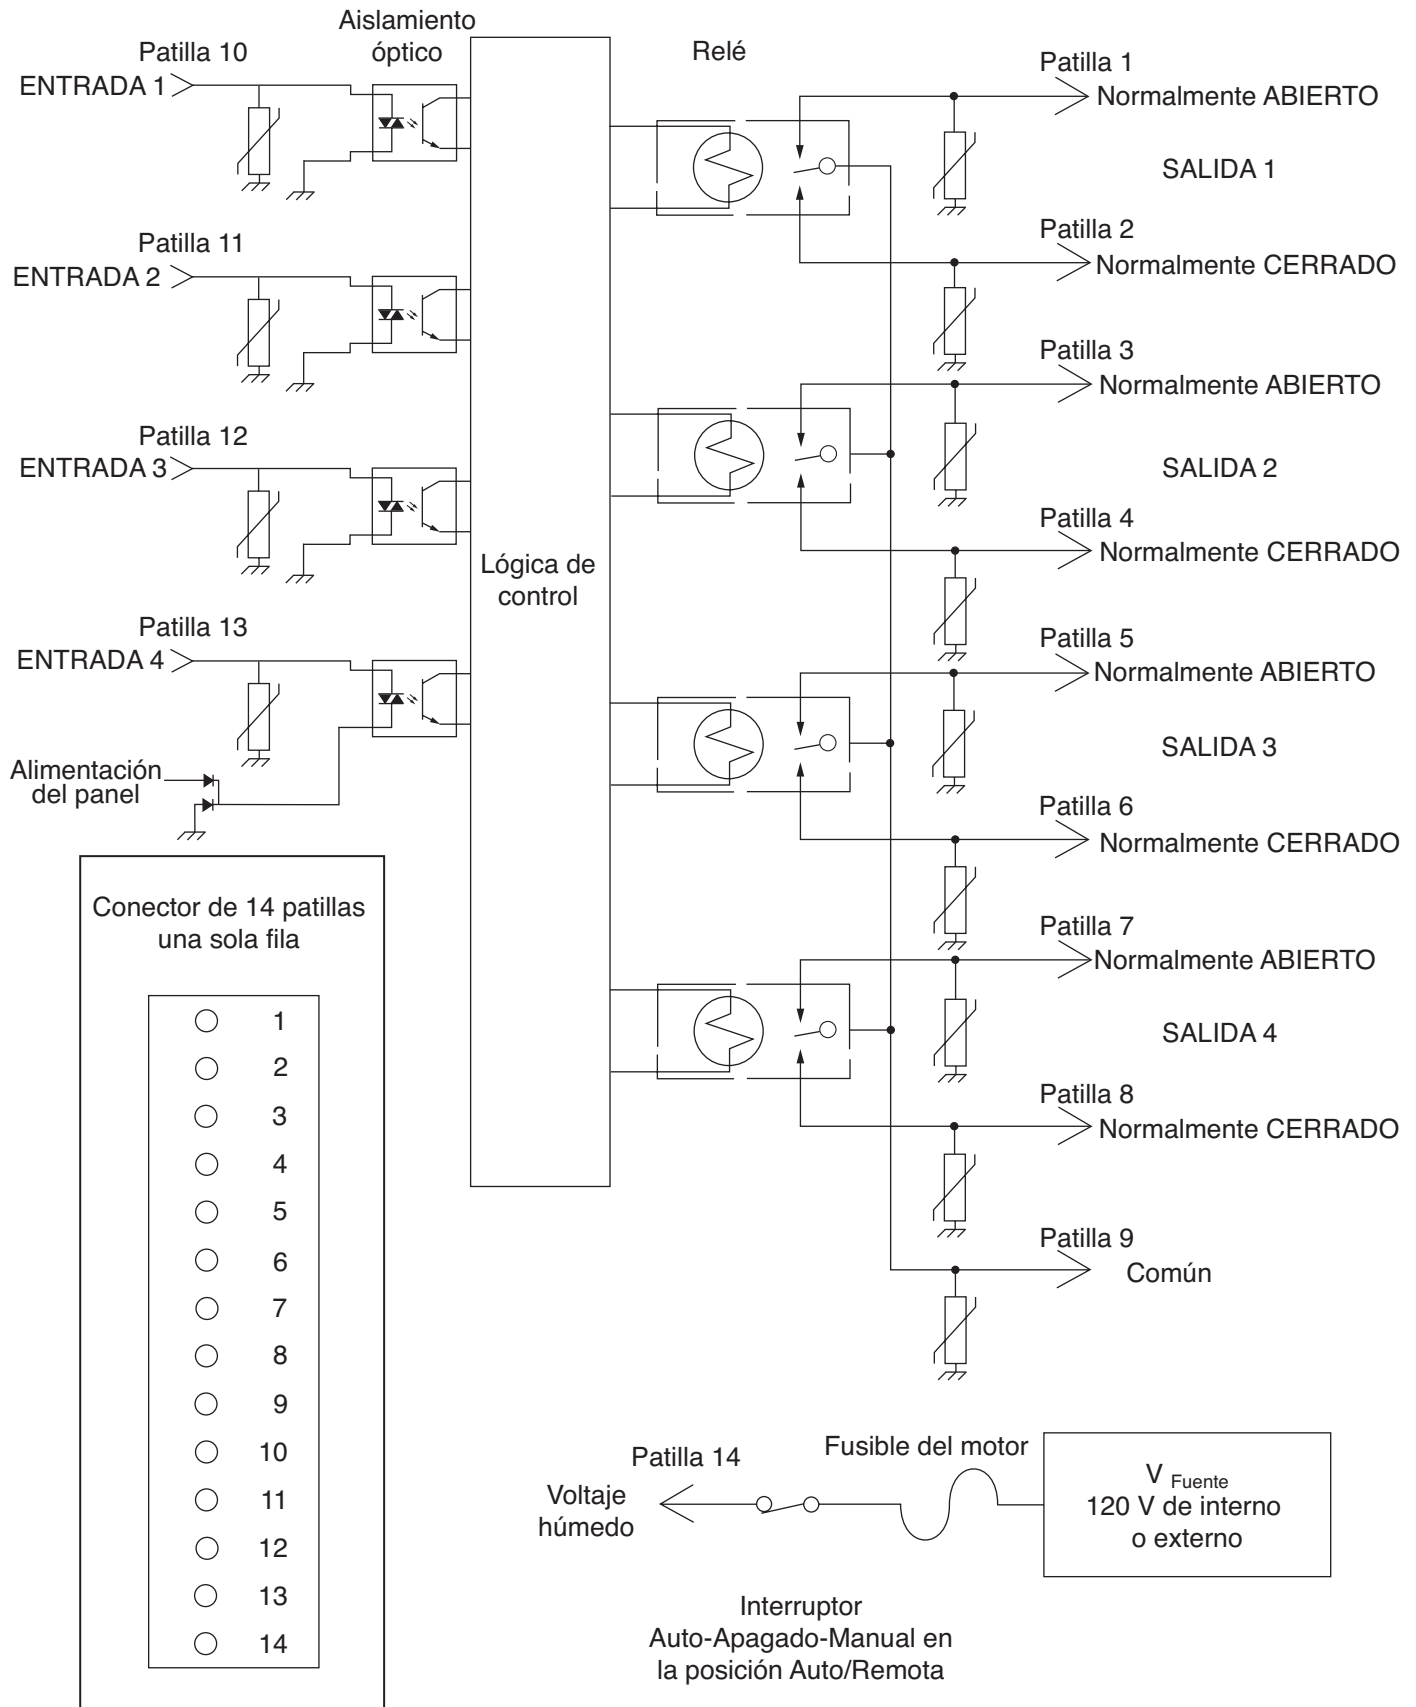 Aislamiento
óptico
Relé
Patilla 10
ENTRADA 1
Patilla 11
ENTRADA 2
Patilla 12
ENTRADA 3
Patilla 13
ENTRADA 4
Alimentación
del panel
Lógica de
control
Patilla 1
Normalmente ABIERTO
SALIDA 1
Patilla 2
Normalmente CERRADO
Patilla 3
Normalmente ABIERTO
SALIDA 2
Patilla 4
Normalmente CERRADO
Patilla 5
Normalmente ABIERTO
SALIDA 3
Patilla 6
Normalmente CERRADO
Patilla 7
Normalmente ABIERTO
SALIDA 4
Patilla 8
Normalmente CERRADO
Patilla 9
Común
Conector de 14 patillas
una sola fila
1
2
3
4
5
6
7
8
9
10
11
12
13
14
Patilla 14
Voltaje
húmedo
Fusible del motor
V Fuente
120 V de interno
o externo
Interruptor
Auto-Apagado-Manual en
la posición Auto/Remota